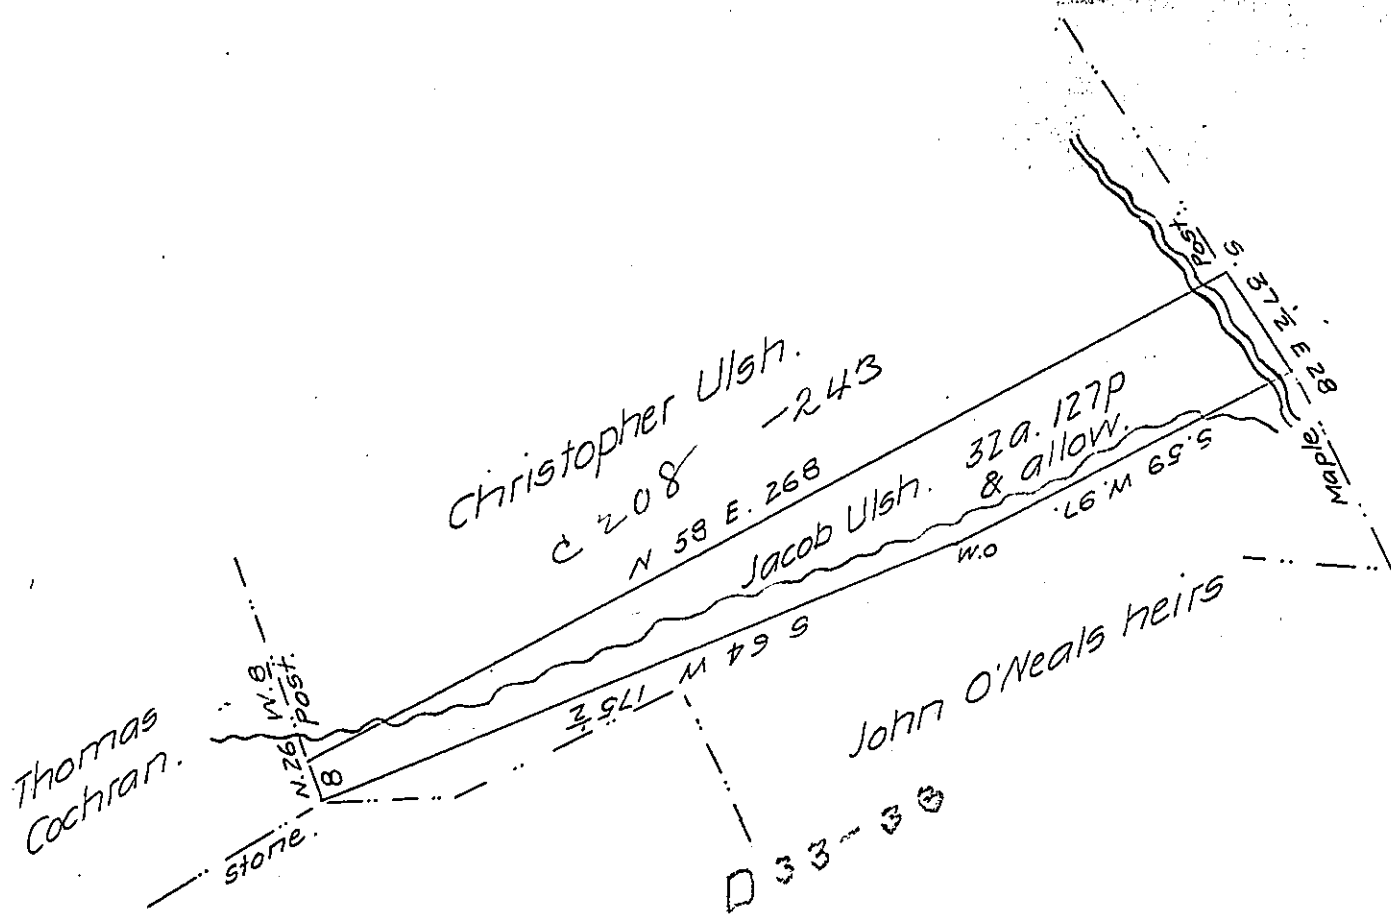 Christopher Ulsh.
C 208 -243
N 58 E. 268
Jacob Ulsh. 32a. 127p
& allow.
Post
S. 37½ E 28
Maple
S. 59 W. 97.
W.O
S 64 W
175½
John O'Neals heirs
D 33-33
Thomas
Cochran.
N.26 W.8
Post.
8
Stone.